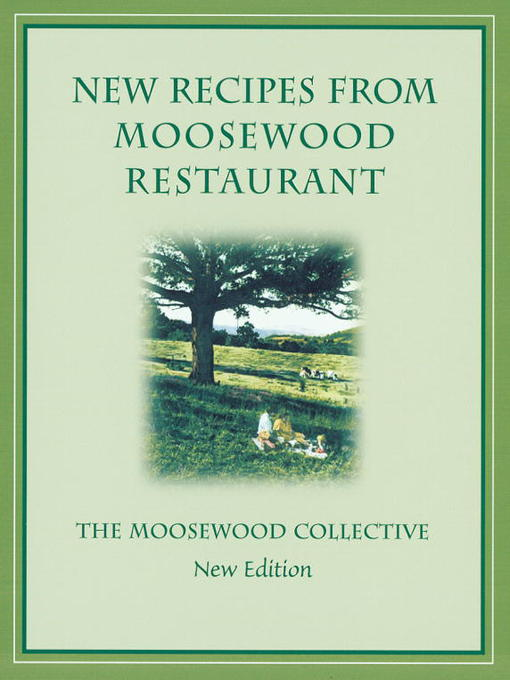 NEW RECIPES FROM
MOOSEWOOD
RESTAURANT
THE MOOSEWOOD COLLECTIVE
New Edition